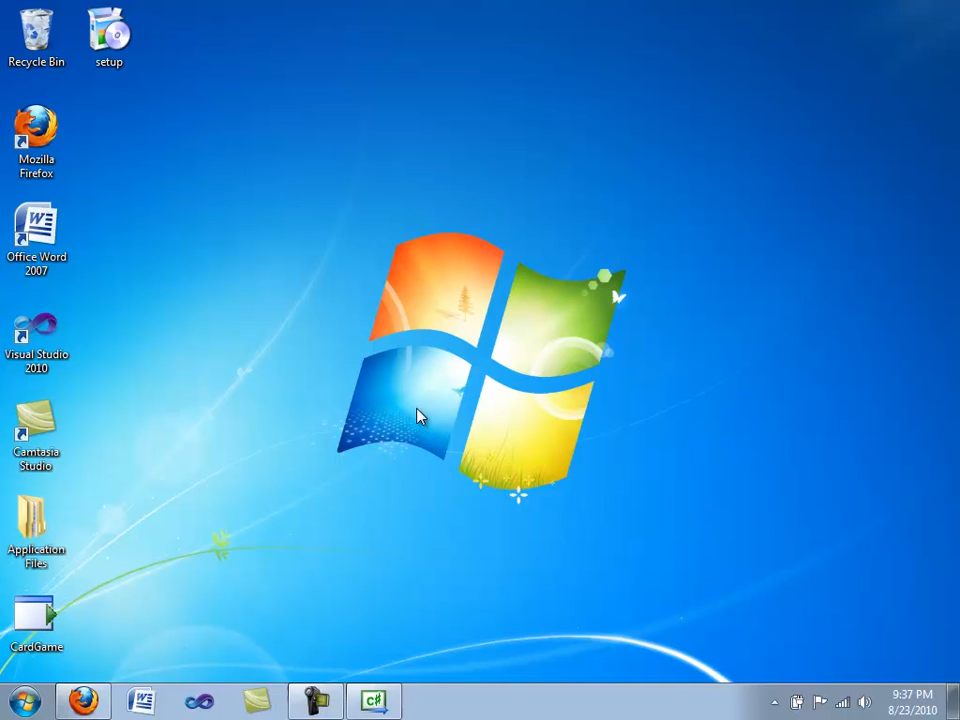 Recycle Bin
setup
Mozilla
Firefox
Office Word
2007
Visual Studio
2010
Camtasia
Studio
Application
Files
CardGame
C#
9:37 PM
8/23/2010